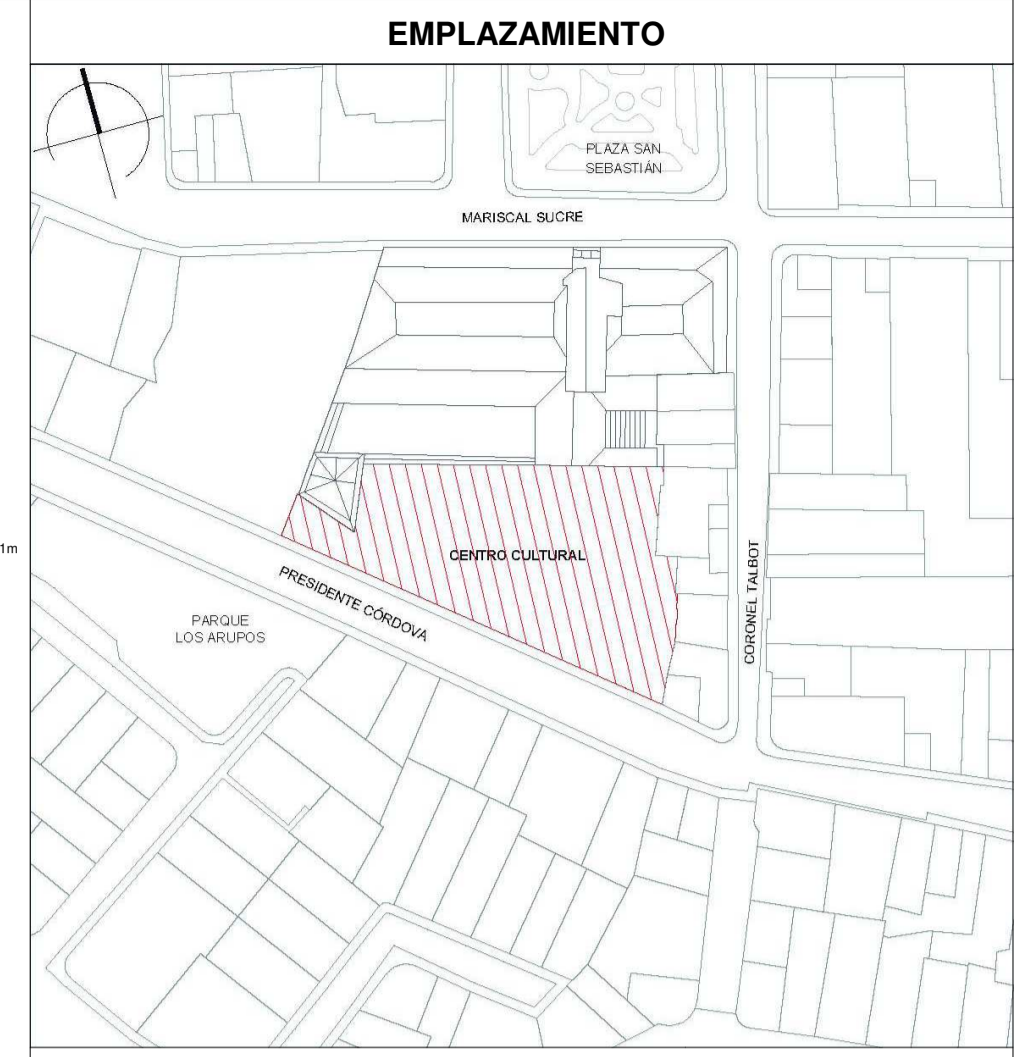 EMPLAZAMIENTO
PLAZA SAN
SEBASTIÁN
MARISCAL SUCRE
1m
CENTRO CULTURAL
PRESIDENTE CÓRDOVA
CORONEL TALBOT
PARQUE
LOS ARUPOS